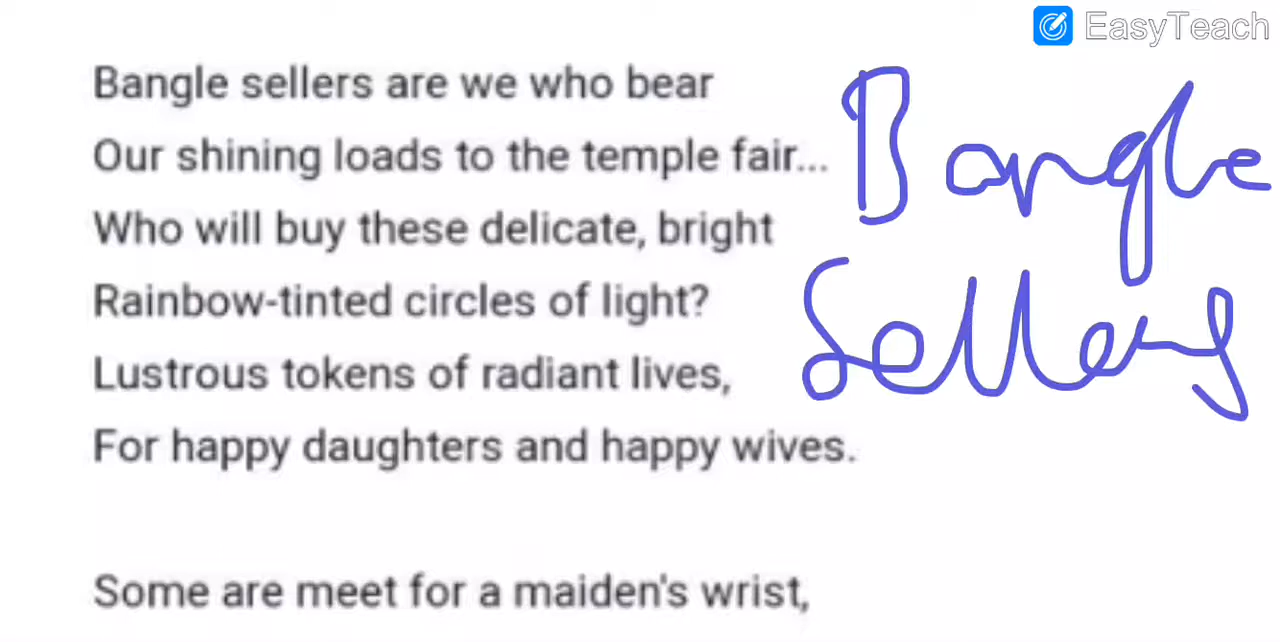 EasyTeach
Bangle sellers are we who bear
Our shining loads to the temple fair...
Who will buy these delicate, bright
Rainbow-tinted circles of light?
Lustrous tokens of radiant lives,
For happy daughters and happy wives.
Some are meet for a maiden's wrist,
Bangle
Sellers